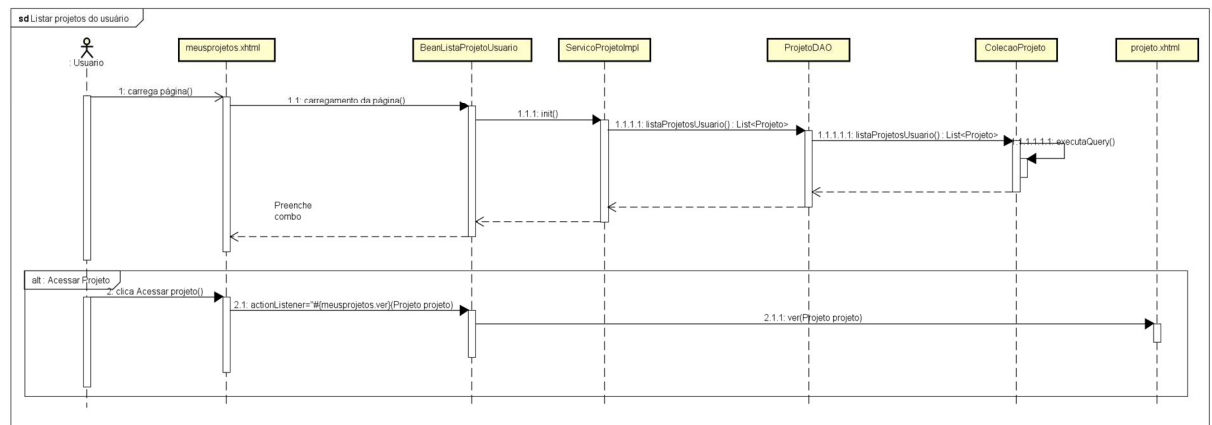 sd Listar projetos do usuário
: Usuario
meusprojetos.xhtml
BeanListaProjetoUsuario
ServicoProjetoImpl
ProjetoDAO
ColecaoProjeto
projeto.xhtml
1: carrega página()
1.1: carregamento da página()
1.1.1: init()
1.1.1.1: listaProjetosUsuario() : List<Projeto>
1.1.1.1.1: listaProjetosUsuario() : List<Projeto>
1.1.1.1.1.1: executaQuery()
Preenche
combo
alt : Acessar Projeto
2: clica Acessar projeto()
2.1: actionListener="#{meusprojetos.ver}(Projeto projeto)
2.1.1: ver(Projeto projeto)